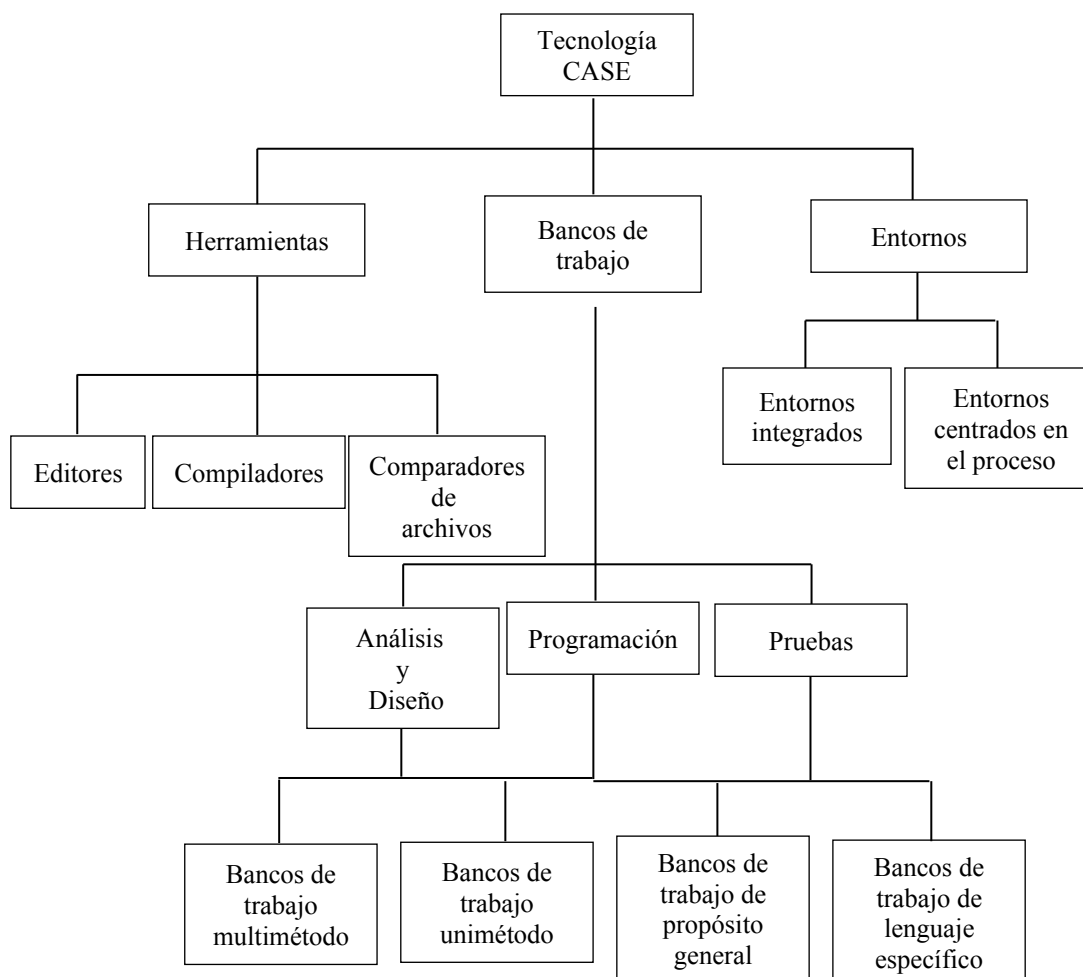 Tecnología
CASE
Herramientas
Bancos de
trabajo
Entornos
Editores
Compiladores
Comparadores
de
archivos
Entornos
integrados
Entornos
centrados en
el proceso
Análisis
y
Diseño
Programación
Pruebas
Bancos de
trabajo
multimétodo
Bancos de
trabajo
unimétodo
Bancos de
trabajo de
propósito
general
Bancos de
trabajo de
lenguaje
específico